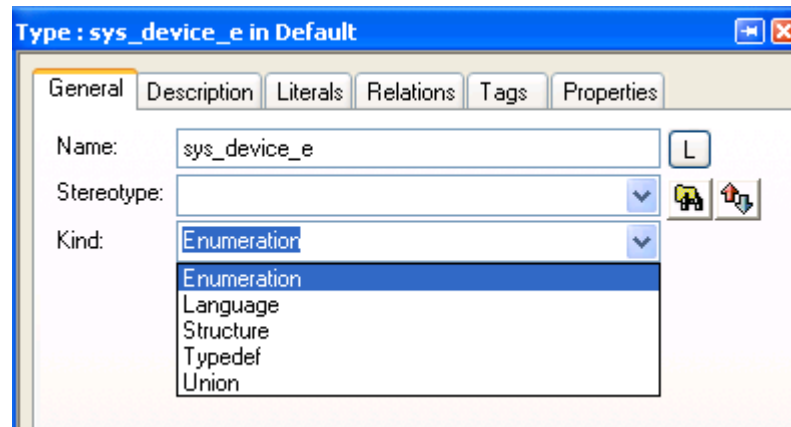 Type : sys_device_e in Default
General Description Literals Relations Tags Properties
Name: sys_device_e L
Stereotype:
Kind: Enumeration
Enumeration
Language
Structure
Typedef
Union